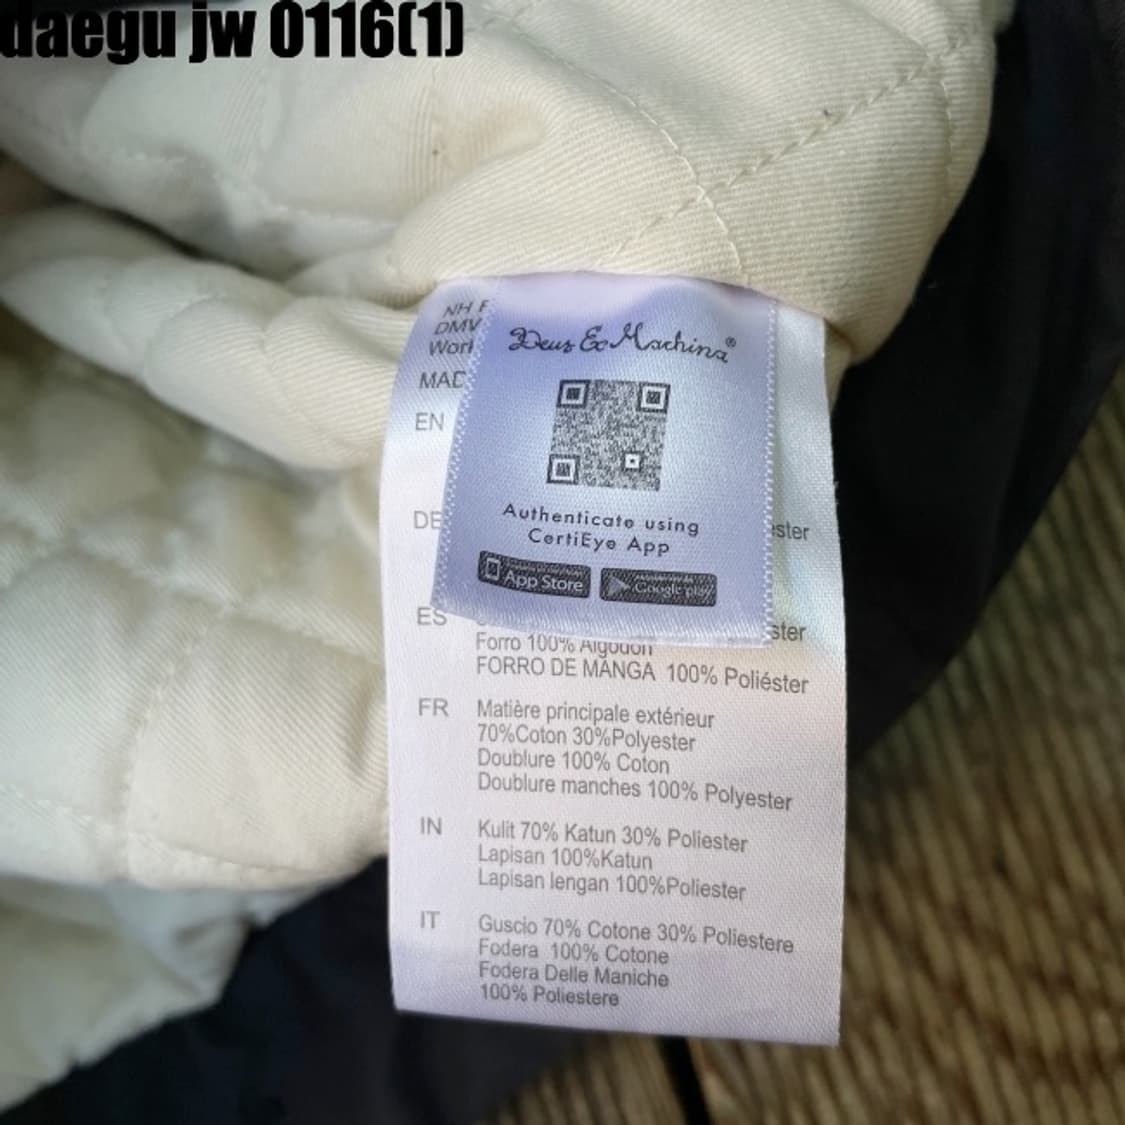 daegu jw 0116(1)
NH F
DMV
Work
MAD
EN
DE
ester
ES
ster
Forro 100% Algodón
FORRO DE MANGA 100% Poliéster
FR Matière principale extérieur
70%Coton 30%Polyester
Doublure 100% Coton
Doublure manches 100% Polyester
IN Kulit 70% Katun 30% Poliester
Lapisan 100%Katun
Lapisan lengan 100%Poliester
IT Guscio 70% Cotone 30% Poliestere
Fodera 100% Cotone
Fodera Delle Maniche
100% Poliestere
Deus Ex Machina®
Authenticate using
CertiEye App
App Store
Google play